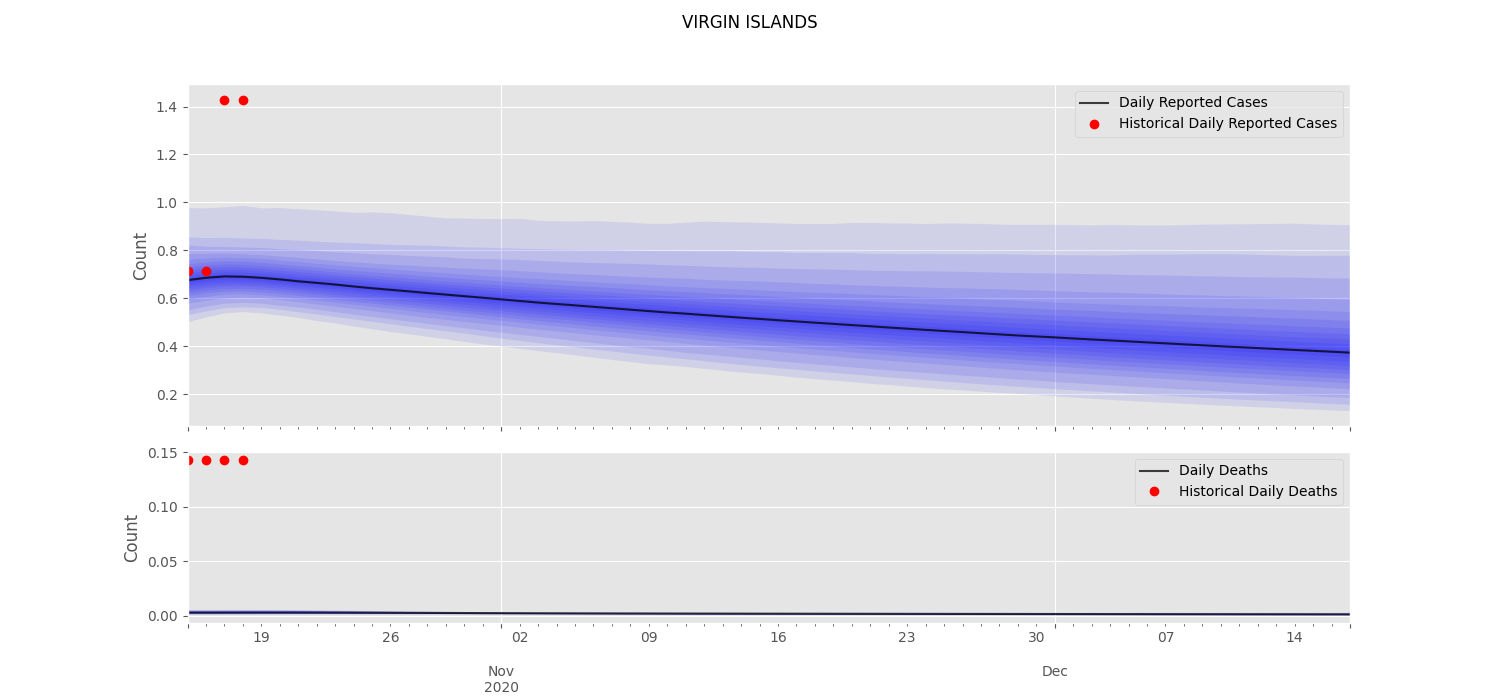 VIRGIN ISLANDS
Count
1.4
1.2
1.0
0.8
0.6
0.4
0.2
Daily Reported Cases
Historical Daily Reported Cases
Count
0.15
0.10
0.05
0.00
Daily Deaths
Historical Daily Deaths
19 26 02 09 16 23 30 07 14
Nov Dec
2020